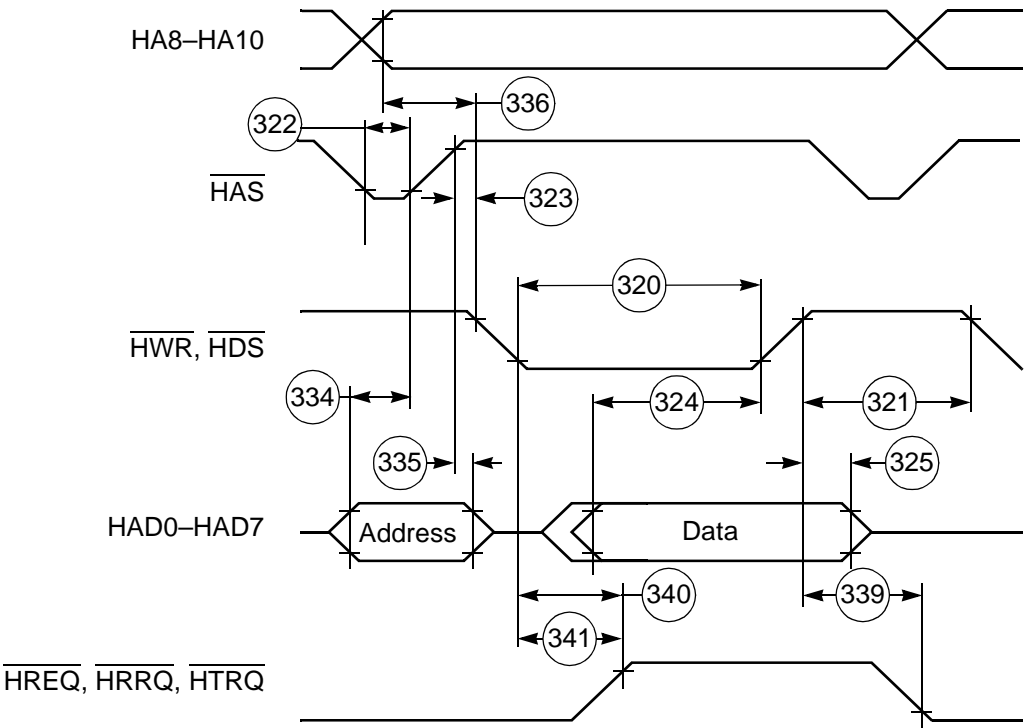 HA8–HA10
336
322
HAS
323
320
HWR, HDS
334
324
321
335
325
HAD0–HAD7
Address
Data
340
339
341
HREQ, HRRQ, HTRQ